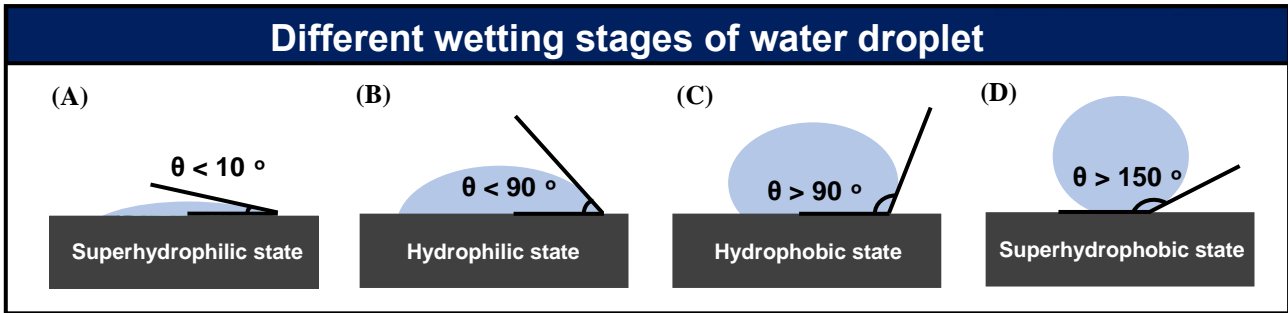 Different wetting stages of water droplet
(A)
θ < 10 o
Superhydrophilic state
(B)
θ < 90 o
Hydrophilic state
(C)
θ > 90 o
Hydrophobic state
(D)
θ > 150 o
Superhydrophobic state